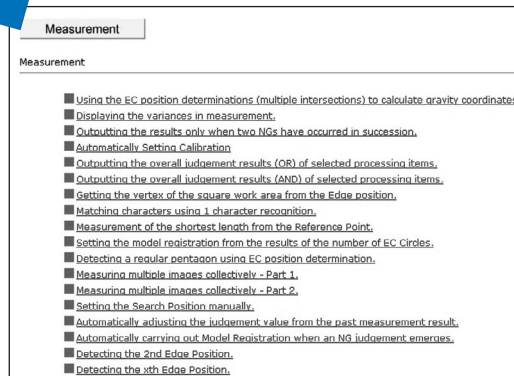 Measurement
Measurement
Using the EC position determinations (multiple intersections) to calculate gravity coordinates
Displaying the variances in measurement.
Outputting the results only when two NGs have occurred in succession.
Automatically Setting Calibration
Outputting the overall judgement results (OR) of selected processing items.
Outputting the overall judgement results (AND) of selected processing items.
Getting the vertex of the square work area from the Edge position.
Matching characters using 1 character recognition.
Measurement of the shortest length from the Reference Point.
Setting the model registration from the results of the number of EC Circles.
Detecting a regular pentagon using EC position determination.
Measuring multiple images collectively - Part 1.
Measuring multiple images collectively - Part 2.
Setting the Search Position manually.
Automatically adjusting the judgement value from the past measurement result.
Automatically carrying out Model Registration when an NG judgement emerges.
Detecting the 2nd Edge Position.
Detecting the xth Edge Position.